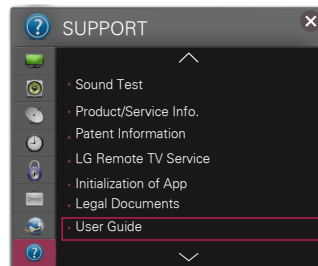 SUPPORT
Sound Test
Product/Service Info.
Patent Information
LG Remote TV Service
Initialization of App
Legal Documents
User Guide